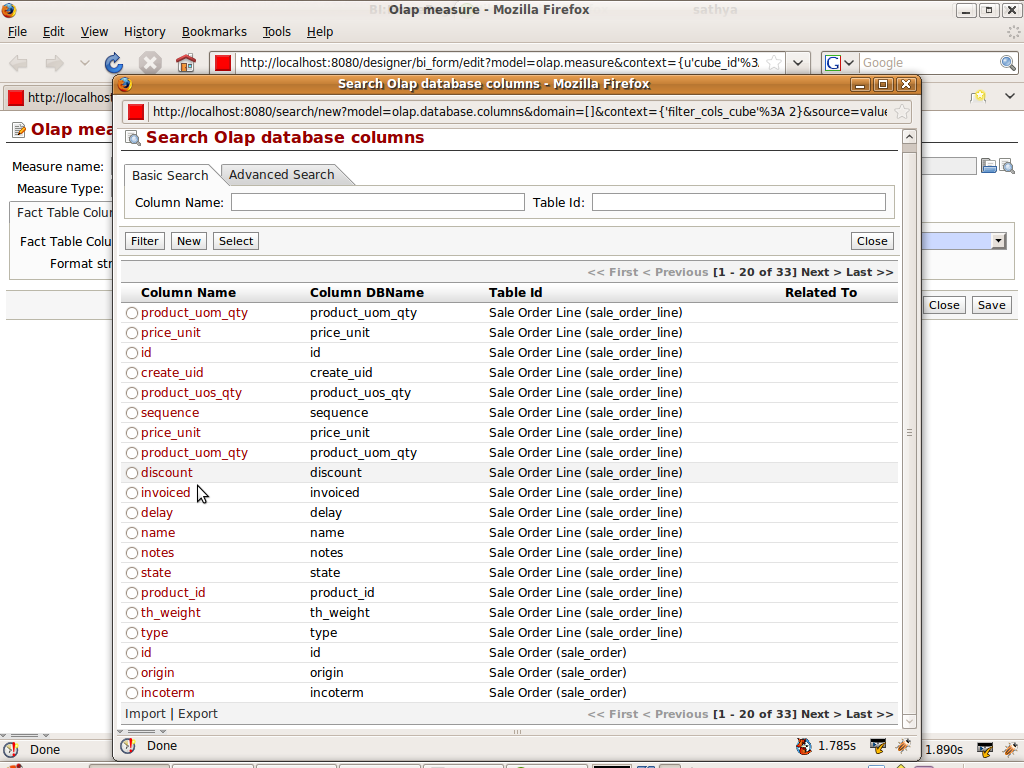 BI: sathya
Olap measure - Mozilla Firefox
File Edit View History Bookmarks Tools Help
http://localhost:8080/designer/bi_form/edit?model=olap.measure&context={u'cube_id'%3. Google
Search Olap database columns - Mozilla Firefox
http://localhost
http://localhost:8080/search/new?model=olap.database.columns&domain=[]&context={'filter_cols_cube'%3A 2}&source=value
Olap mea
Search Olap database columns
Measure name:
Measure Type:
Basic Search Advanced Search
Column Name: Table Id:
Fact Table Colur
Fact Table Colu
Format str
Filter New Select Close
<< First < Previous [1 - 20 of 33] Next > Last >>
Column Name Column DBName Table Id Related To
Close Save
product_uom_qty product_uom_qty Sale Order Line (sale_order_line)
price_unit price_unit Sale Order Line (sale_order_line)
id id Sale Order Line (sale_order_line)
create_uid create_uid Sale Order Line (sale_order_line)
product_uos_qty product_uos_qty Sale Order Line (sale_order_line)
sequence sequence Sale Order Line (sale_order_line)
price_unit price_unit Sale Order Line (sale_order_line)
product_uom_qty product_uom_qty Sale Order Line (sale_order_line)
discount discount Sale Order Line (sale_order_line)
invoiced invoiced Sale Order Line (sale_order_line)
delay delay Sale Order Line (sale_order_line)
name name Sale Order Line (sale_order_line)
notes notes Sale Order Line (sale_order_line)
state state Sale Order Line (sale_order_line)
product_id product_id Sale Order Line (sale_order_line)
th_weight th_weight Sale Order Line (sale_order_line)
type type Sale Order Line (sale_order_line)
id id Sale Order (sale_order)
origin origin Sale Order (sale_order)
incoterm incoterm Sale Order (sale_order)
Import | Export << First < Previous [1 - 20 of 33] Next > Last >>
Done 1.785s
Done 1.890s